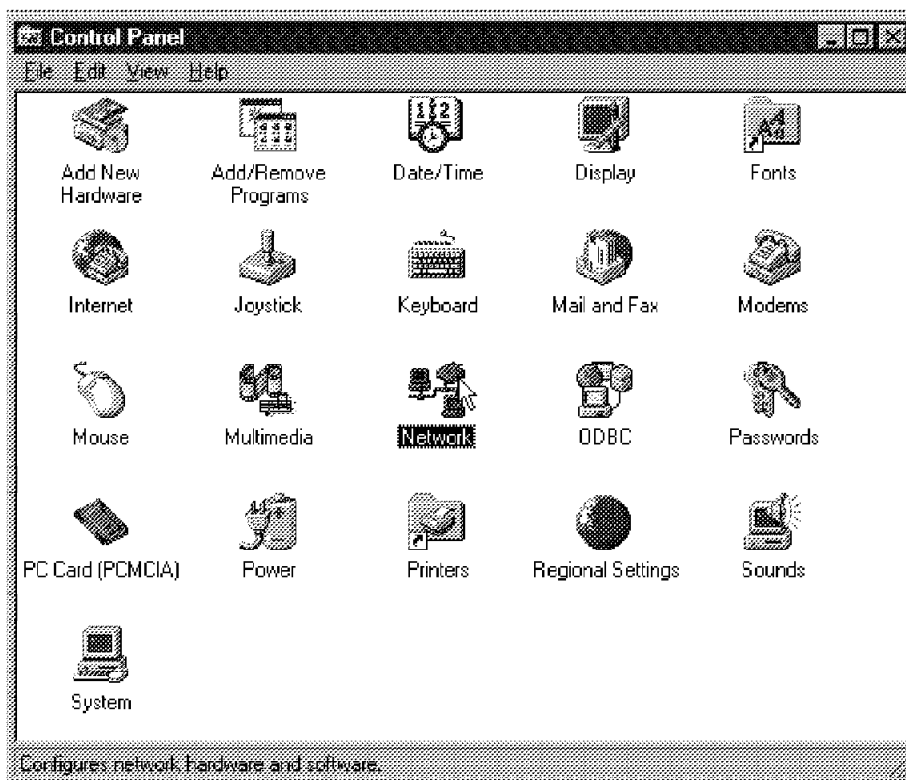 Control Panel
File Edit View Help
Add New Hardware
Add/Remove Programs
Date/Time
Display
Fonts
Internet
Joystick
Keyboard
Mail and Fax
Modems
Mouse
Multimedia
Network
ODBC
Passwords
PC Card (PCMCIA)
Power
Printers
Regional Settings
Sounds
System
Configures network hardware and software.